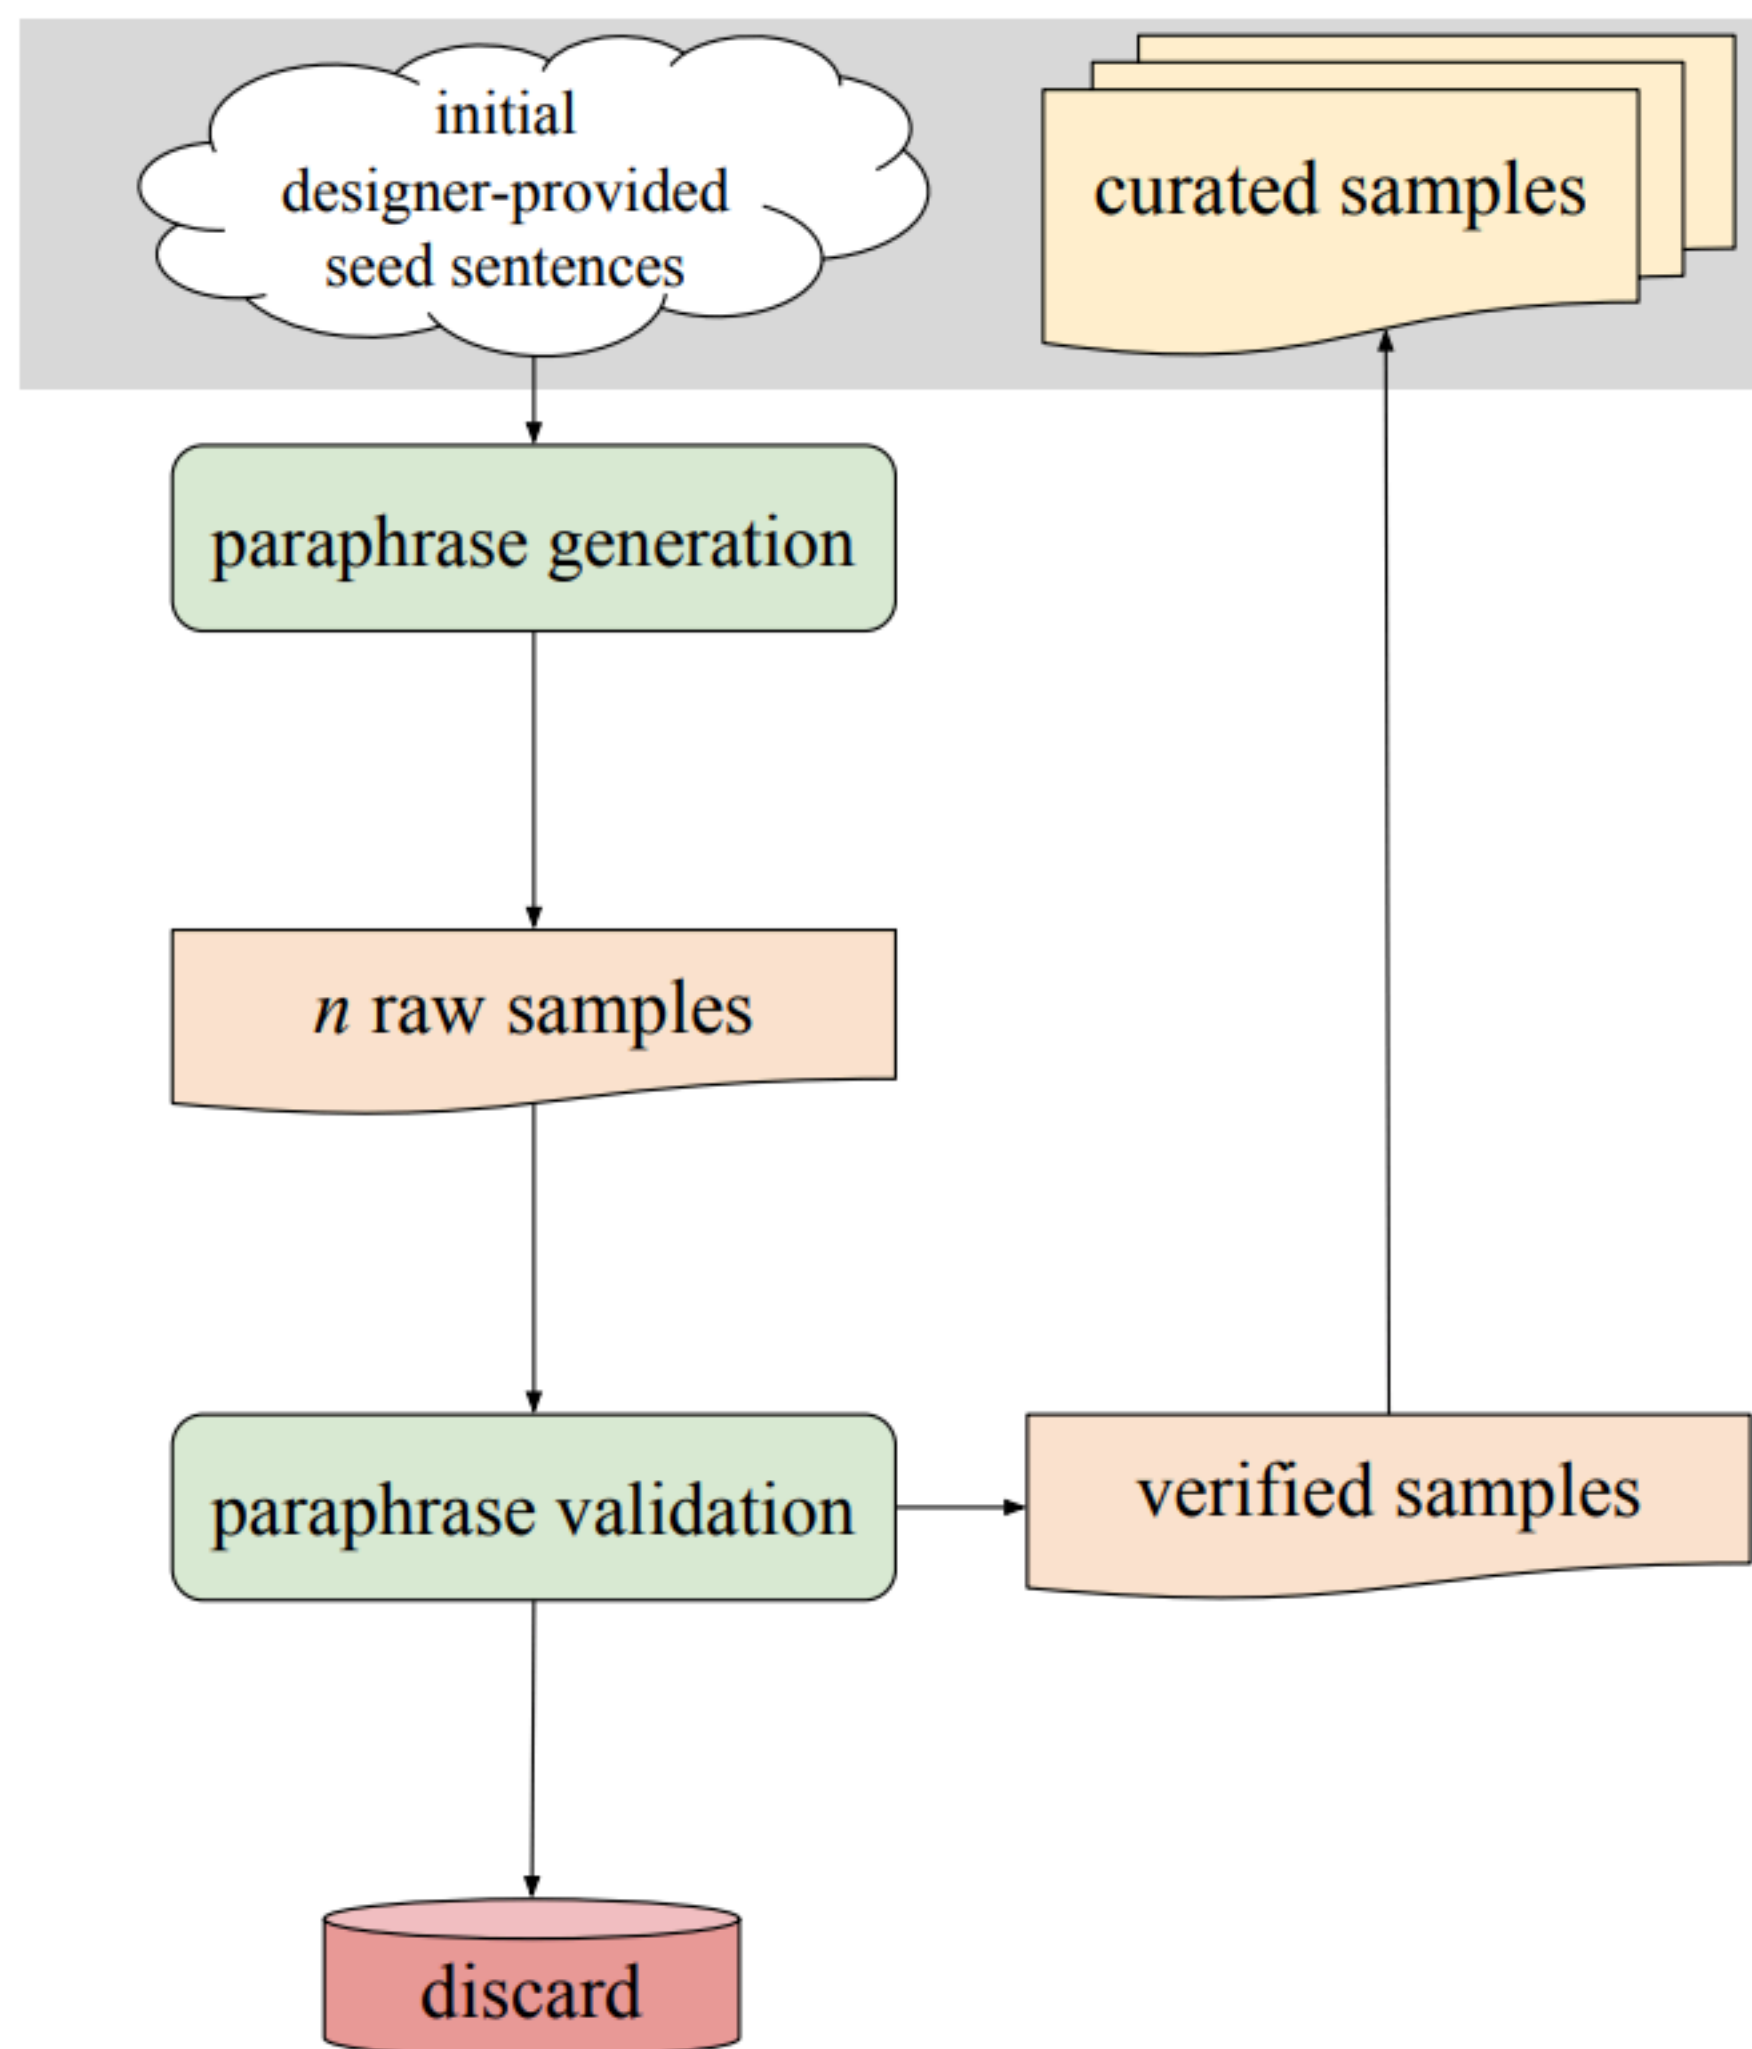 initial
designer-provided
seed sentences
curated samples
paraphrase generation
n raw samples
paraphrase validation
verified samples
discard